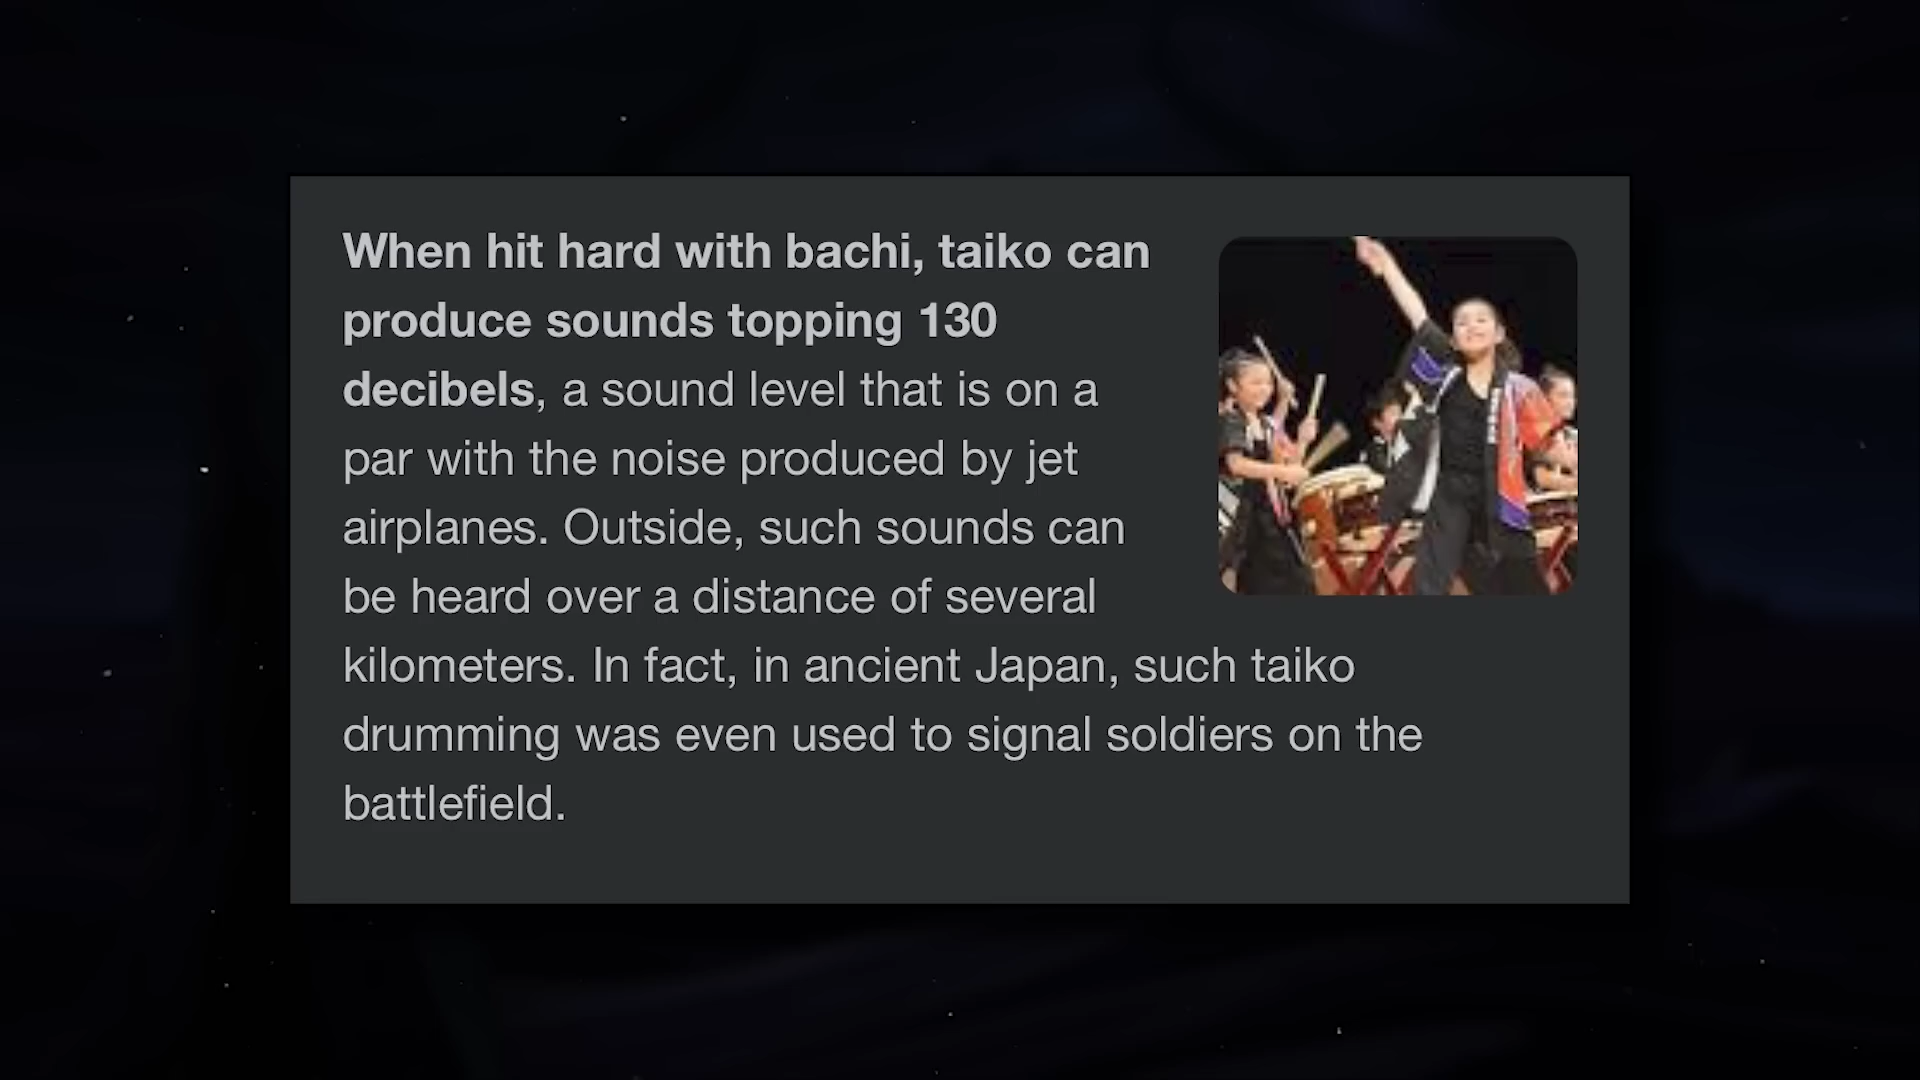 When hit hard with bachi, taiko can
produce sounds topping 130
decibels, a sound level that is on a
par with the noise produced by jet
airplanes. Outside, such sounds can
be heard over a distance of several
kilometers. In fact, in ancient Japan, such taiko
drumming was even used to signal soldiers on the
battlefield.